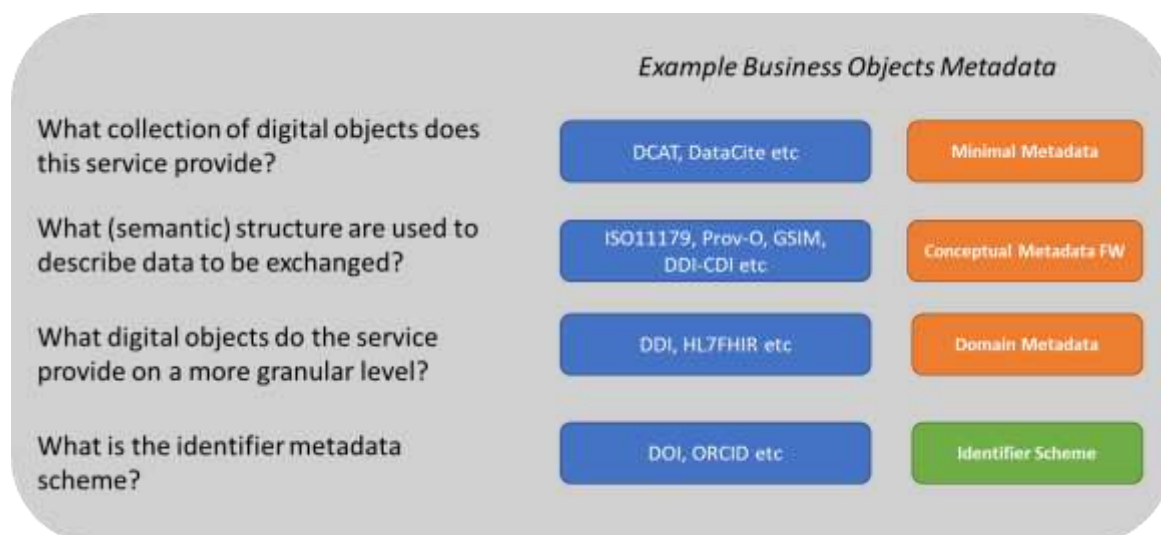 Example Business Objects Metadata
What collection of digital objects does
this service provide?
DCAT, DataCite etc
Minimal Metadata
What (semantic) structure are used to
describe data to be exchanged?
ISO11179, Prov-O, GSIM,
DDI-CDI etc
Conceptual Metadata FW
What digital objects do the service
provide on a more granular level?
DDI, HL7FHIR etc
Domain Metadata
What is the identifier metadata
scheme?
DOI, ORCID etc
Identifier Scheme